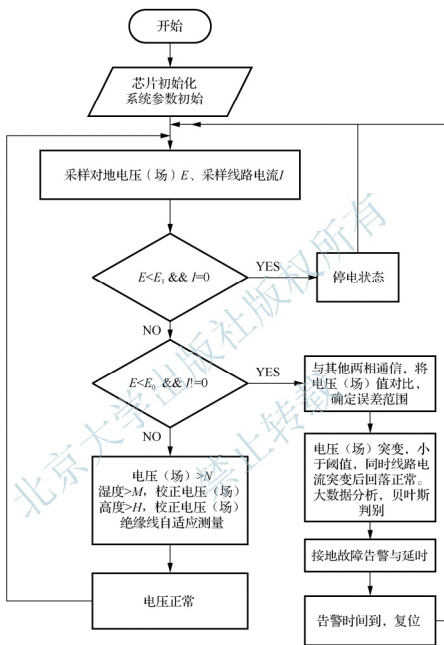 开始
芯片初始化
系统参数初始
采样对地电压（场）E、采样线路电流I
E<E₁ && I=0
YES
停电状态
NO
E<E₀ && I!=0
YES
与其他两相通信，将
电压（场）值对比，
确定误差范围
NO
电压（场）>N
湿度>M，校正电压（场）
高度>H，校正电压（场）
绝缘线自适应测量
电压（场）突变，小
于阈值，同时线路电
流突变后回落正常。
大数据分析，贝叶斯
判别
接地故障告警与延时
电压正常
告警时间到，复位
北京大学出版社版权所有
禁止转载